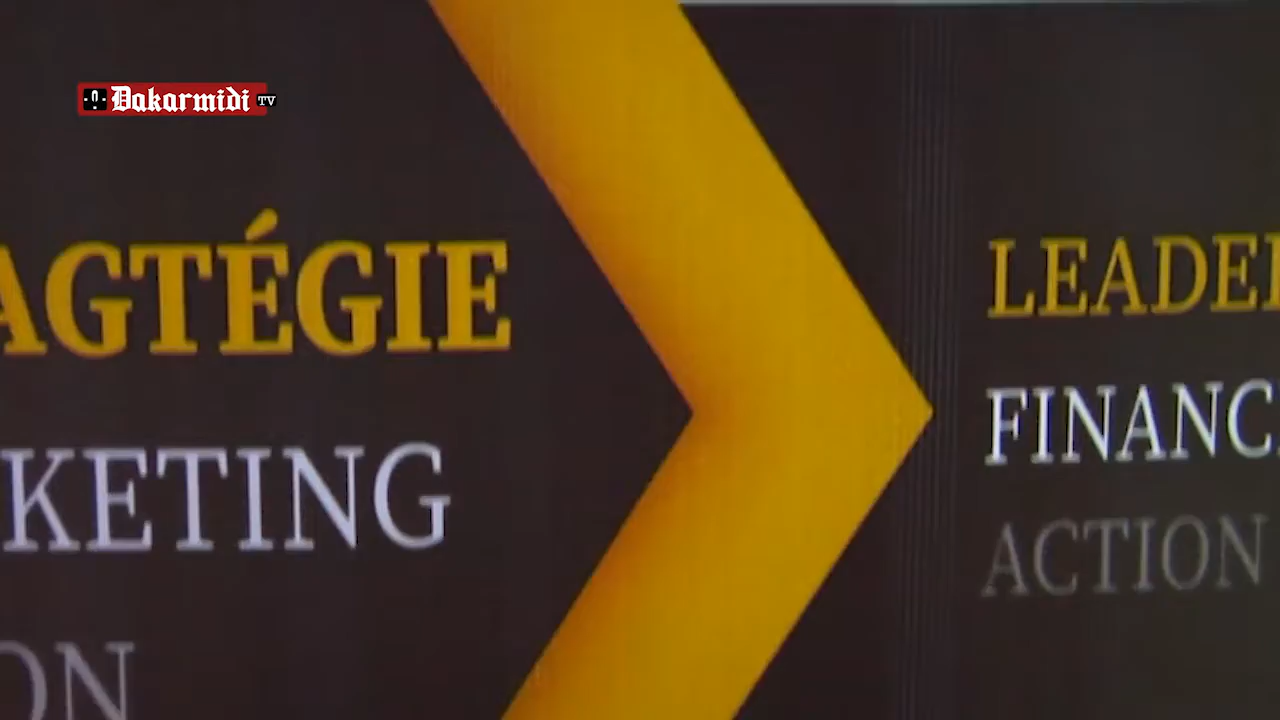 Dakarmidi TV
AGTÉGIE
KETING
ON
LEADE
FINANC
ACTION